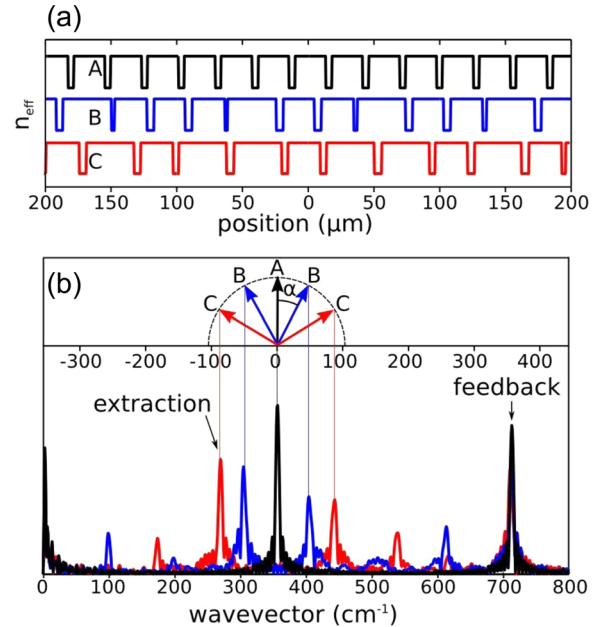 (a)
A
B
C
n_eff
200 150 100 50 0 50 100 150 200
position (µm)
(b)
A
B B
C α C
-300 -200 -100 0 100 200 300 400
extraction
feedback
0 100 200 300 400 500 600 700 800
wavevector (cm⁻¹)